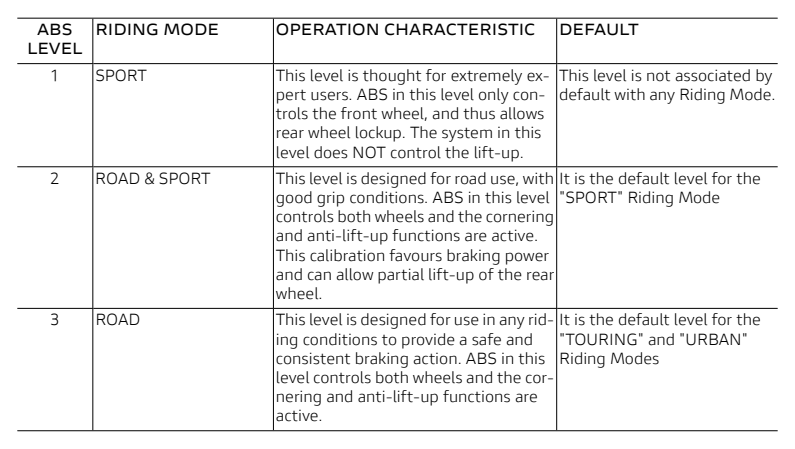 ABS LEVEL
RIDING MODE
OPERATION CHARACTERISTIC
DEFAULT
1
SPORT
This level is thought for extremely ex-
pert users. ABS in this level only con-
trols the front wheel, and thus allows
rear wheel lockup. The system in this
level does NOT control the lift-up.
This level is not associated by
default with any Riding Mode.
2
ROAD & SPORT
This level is designed for road use, with
good grip conditions. ABS in this level
controls both wheels and the cornering
and anti-lift-up functions are active.
This calibration favours braking power
and can allow partial lift-up of the rear
wheel.
It is the default level for the
"SPORT" Riding Mode
3
ROAD
This level is designed for use in any rid-
ing conditions to provide a safe and
consistent braking action. ABS in this
level controls both wheels and the cor-
nering and anti-lift-up functions are
active.
It is the default level for the
"TOURING" and "URBAN"
Riding Modes